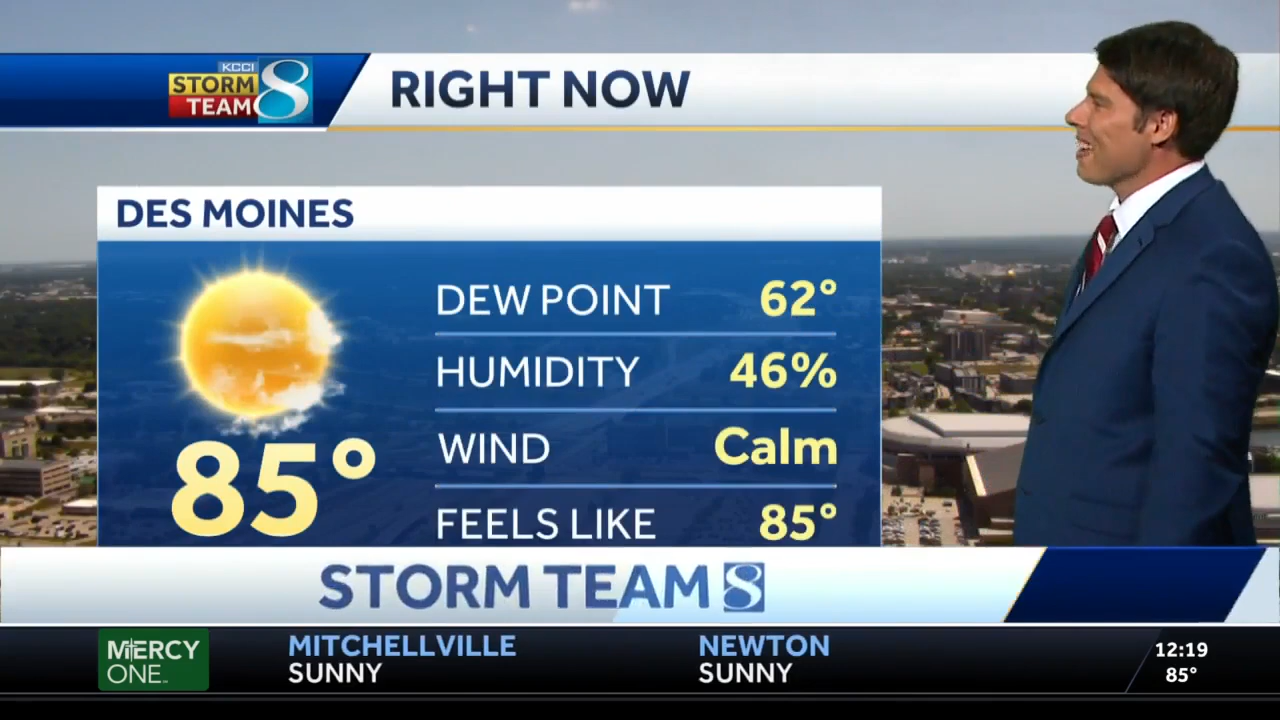 KCCI
STORM
TEAM 8
RIGHT NOW
DES MOINES
85°
DEW POINT 62°
HUMIDITY 46%
WIND Calm
FEELS LIKE 85°
STORM TEAM 8
MERCY
ONE
MITCHELLVILLE
SUNNY
NEWTON
SUNNY
12:19
85°